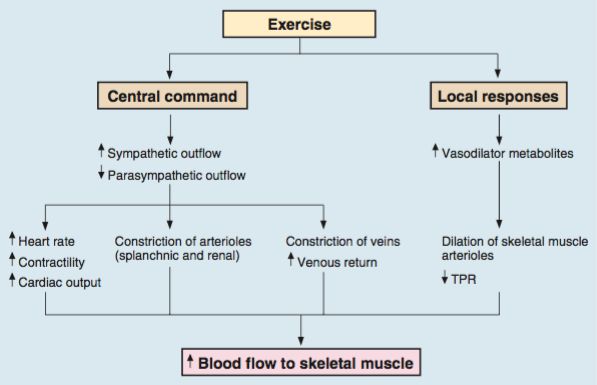 Exercise
Central command
Local responses
↑ Sympathetic outflow
↓ Parasympathetic outflow
↑ Vasodilator metabolites
↑ Heart rate
↑ Contractility
↑ Cardiac output
Constriction of arterioles
(splanchnic and renal)
Constriction of veins
↑ Venous return
Dilation of skeletal muscle
arterioles
↓ TPR
↑ Blood flow to skeletal muscle